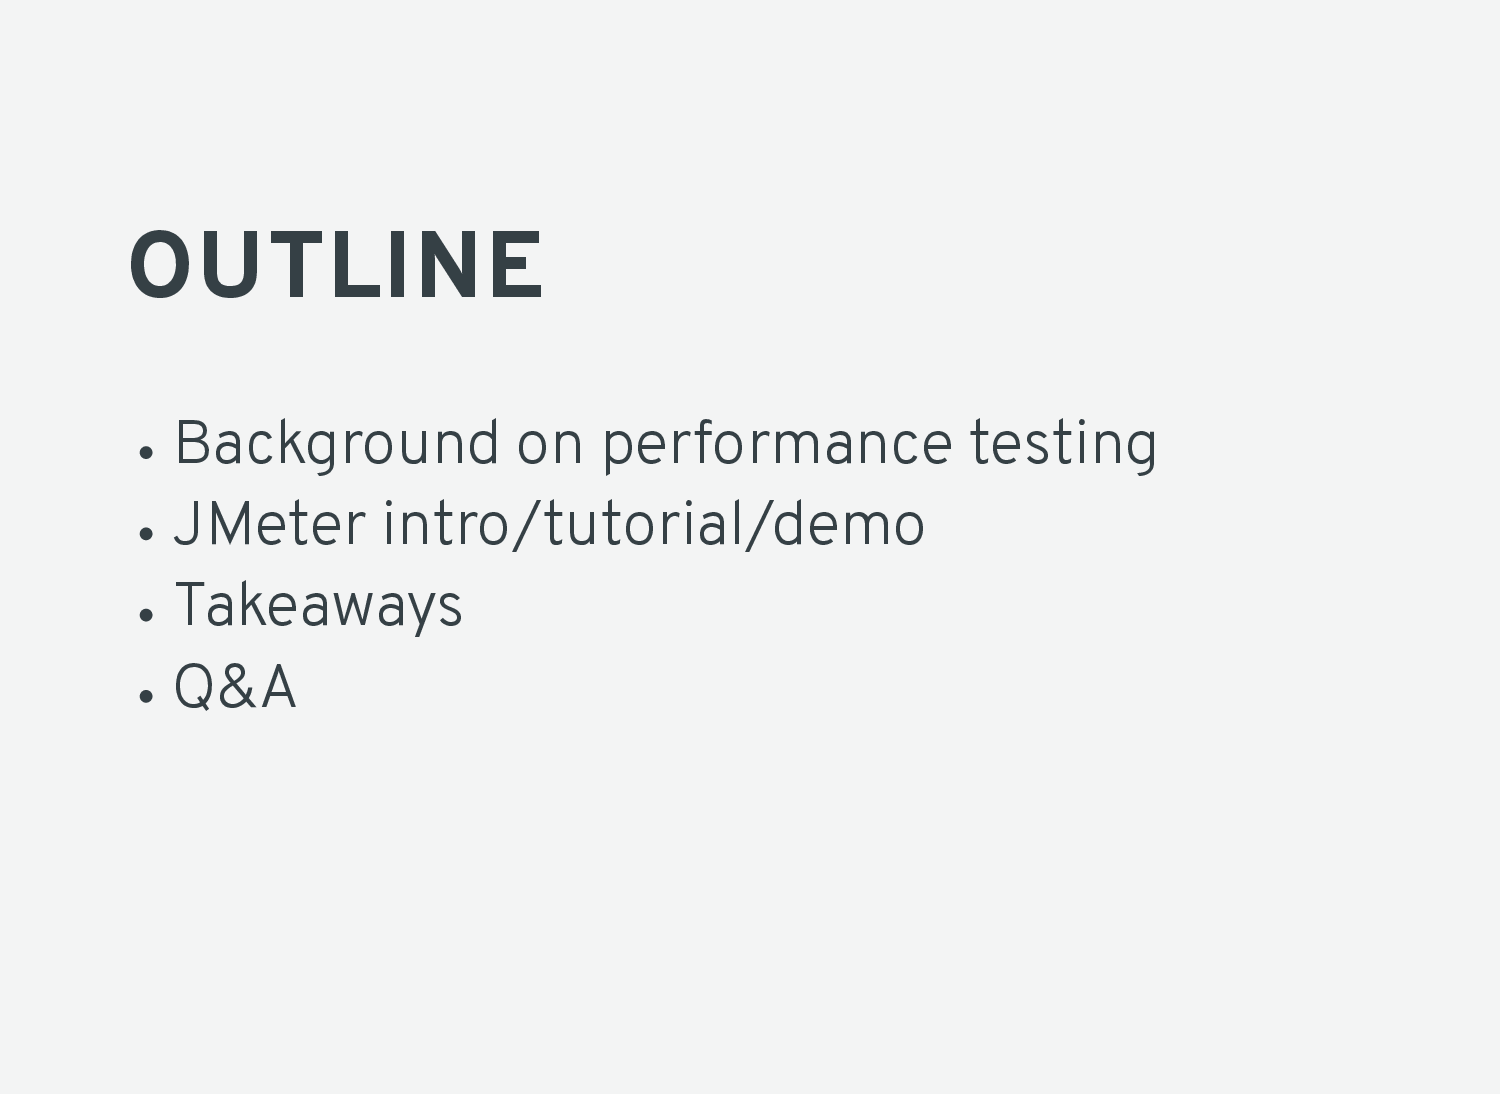 OUTLINE
• Background on performance testing
• JMeter intro/tutorial/demo
• Takeaways
• Q&A